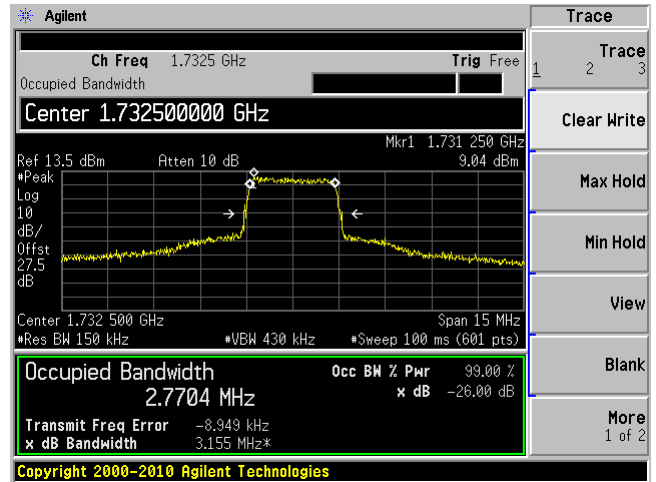 Agilent
Trace
Ch Freq 1.7325 GHz Trig Free
Occupied Bandwidth
Trace
1 2 3
Center 1.732500000 GHz
Clear Write
Mkr1 1.731 250 GHz
Ref 13.5 dBm Atten 10 dB 9.04 dBm
#Peak
Log
10
dB/
Offst
27.5
dB
1
Max Hold
Min Hold
View
Center 1.732 500 GHz Span 15 MHz
#Res BW 150 kHz #VBW 430 kHz #Sweep 100 ms (601 pts)
Occupied Bandwidth Occ BW % Pwr 99.00 %
2.7704 MHz x dB -26.00 dB
Blank
Transmit Freq Error -8.949 kHz
x dB Bandwidth 3.155 MHz*
More
1 of 2
Copyright 2000-2010 Agilent Technologies